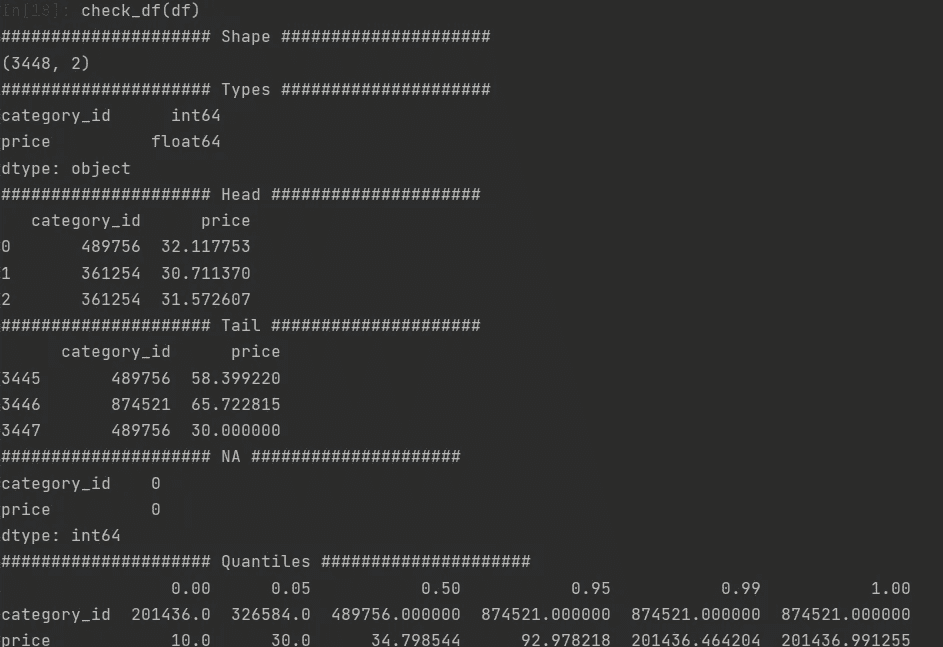 In[18]: check_df(df)
##################### Shape #####################
(3448, 2)
##################### Types #####################
category_id      int64
price          float64
dtype: object
##################### Head #####################
   category_id      price
0       489756  32.117753
1       361254  30.711370
2       361254  31.572607
##################### Tail #####################
      category_id      price
3445       489756  58.399220
3446       874521  65.722815
3447       489756  30.000000
##################### NA #####################
category_id    0
price          0
dtype: int64
##################### Quantiles #####################
                 0.00      0.05           0.50           0.95           0.99           1.00
category_id  201436.0  326584.0  489756.000000  874521.000000  874521.000000  874521.000000
price            10.0      30.0      34.798544      92.978218  201436.464204  201436.991255